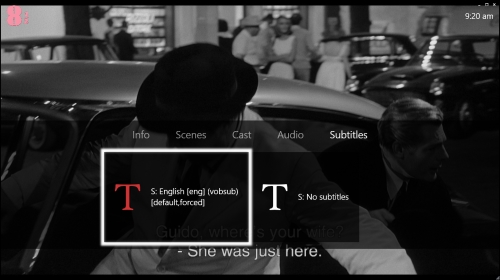 9:20 am
Info Scenes Cast Audio Subtitles
S: English [eng] (vobsub)
[default,forced]
S: No subtitles
Guido, where's your wife?
- She was just here.